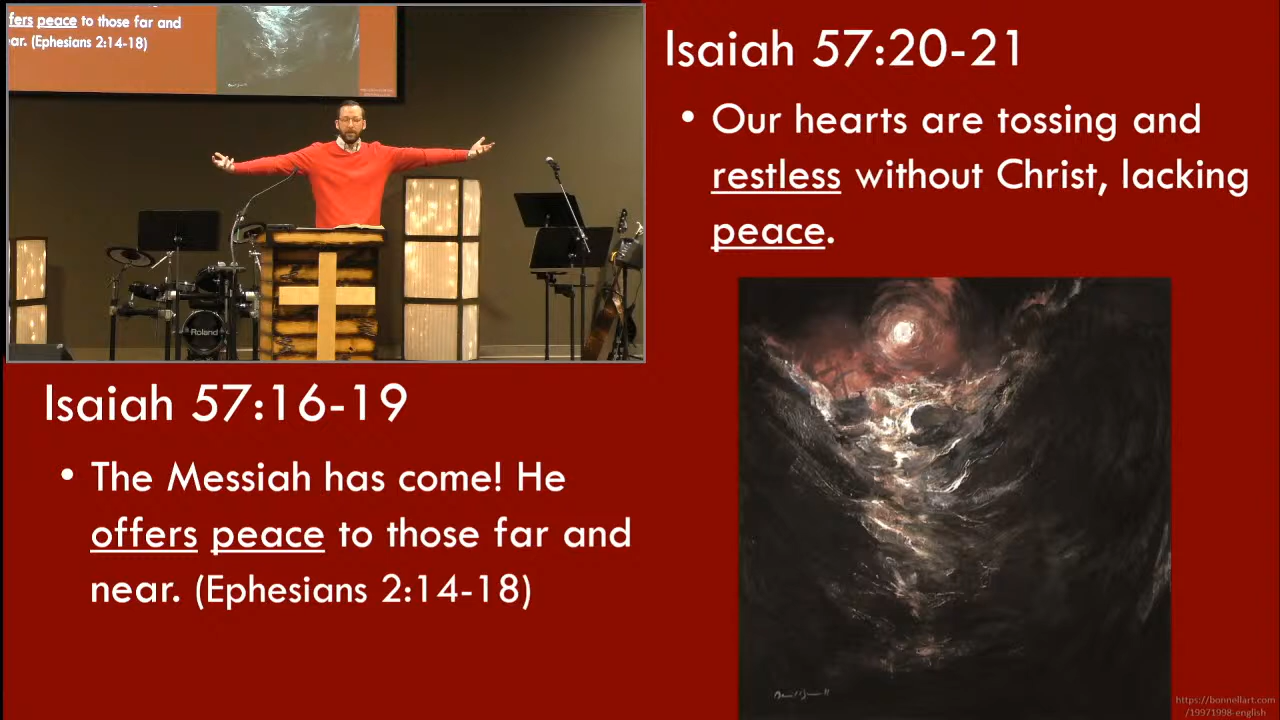 fers peace to those far and
ar. (Ephesians 2:14-18)
Roland
Isaiah 57:16-19
• The Messiah has come! He
offers peace to those far and
near. (Ephesians 2:14-18)
Isaiah 57:20-21
• Our hearts are tossing and
restless without Christ, lacking
peace.
https://bonnellart.com
/19971998-english